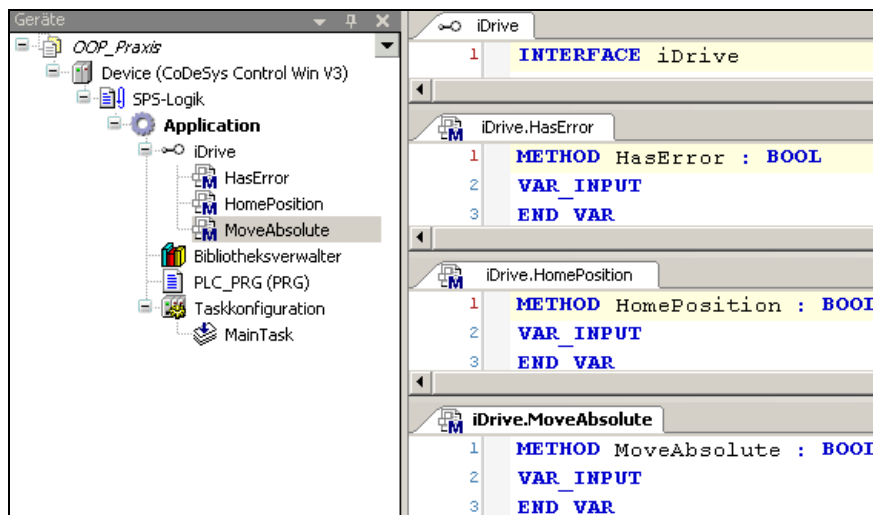 Geräte
OOP_Praxis
Device (CoDeSys Control Win V3)
SPS-Logik
Application
iDrive
HasError
HomePosition
MoveAbsolute
Bibliotheksverwalter
PLC_PRG (PRG)
Taskkonfiguration
MainTask
iDrive
1 INTERFACE iDrive
iDrive.HasError
1 METHOD HasError : BOOL
2 VAR_INPUT
3 END_VAR
iDrive.HomePosition
1 METHOD HomePosition : BOOL
2 VAR_INPUT
3 END_VAR
iDrive.MoveAbsolute
1 METHOD MoveAbsolute : BOOL
2 VAR_INPUT
3 END_VAR